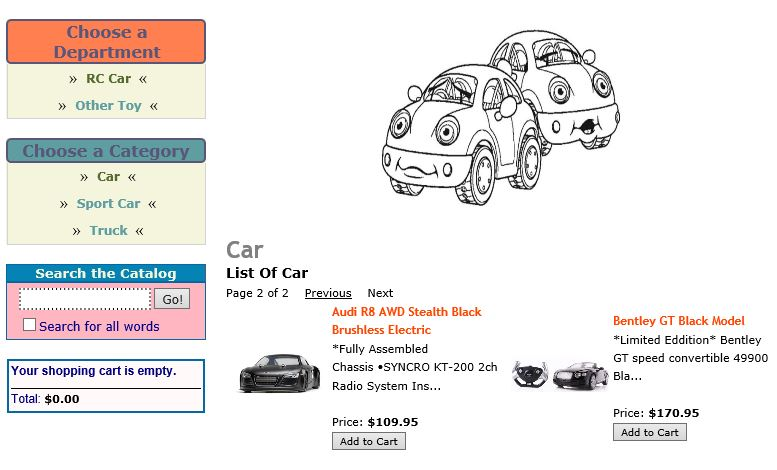 Choose a
Department
» RC Car «
» Other Toy «
Choose a Category
» Car «
» Sport Car «
» Truck «
Search the Catalog
Go!
Search for all words
Your shopping cart is empty.
Total: $0.00
Car
List Of Car
Page 2 of 2 Previous Next
Audi R8 AWD Stealth Black
Brushless Electric
*Fully Assembled
Chassis •SYNCRO KT-200 2ch
Radio System Ins...
Price: $109.95
Add to Cart
Bentley GT Black Model
*Limited Eddition* Bentley
GT speed convertible 49900
Bla...
Price: $170.95
Add to Cart